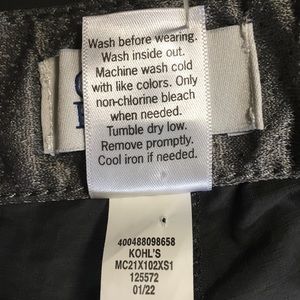 Wash before wearing.
Wash inside out.
Machine wash cold
with like colors. Only
non-chlorine bleach
when needed.
Tumble dry low.
Remove promptly.
Cool iron if needed.
400488098658
KOHL'S
MC21X102XS1
125572
01/22